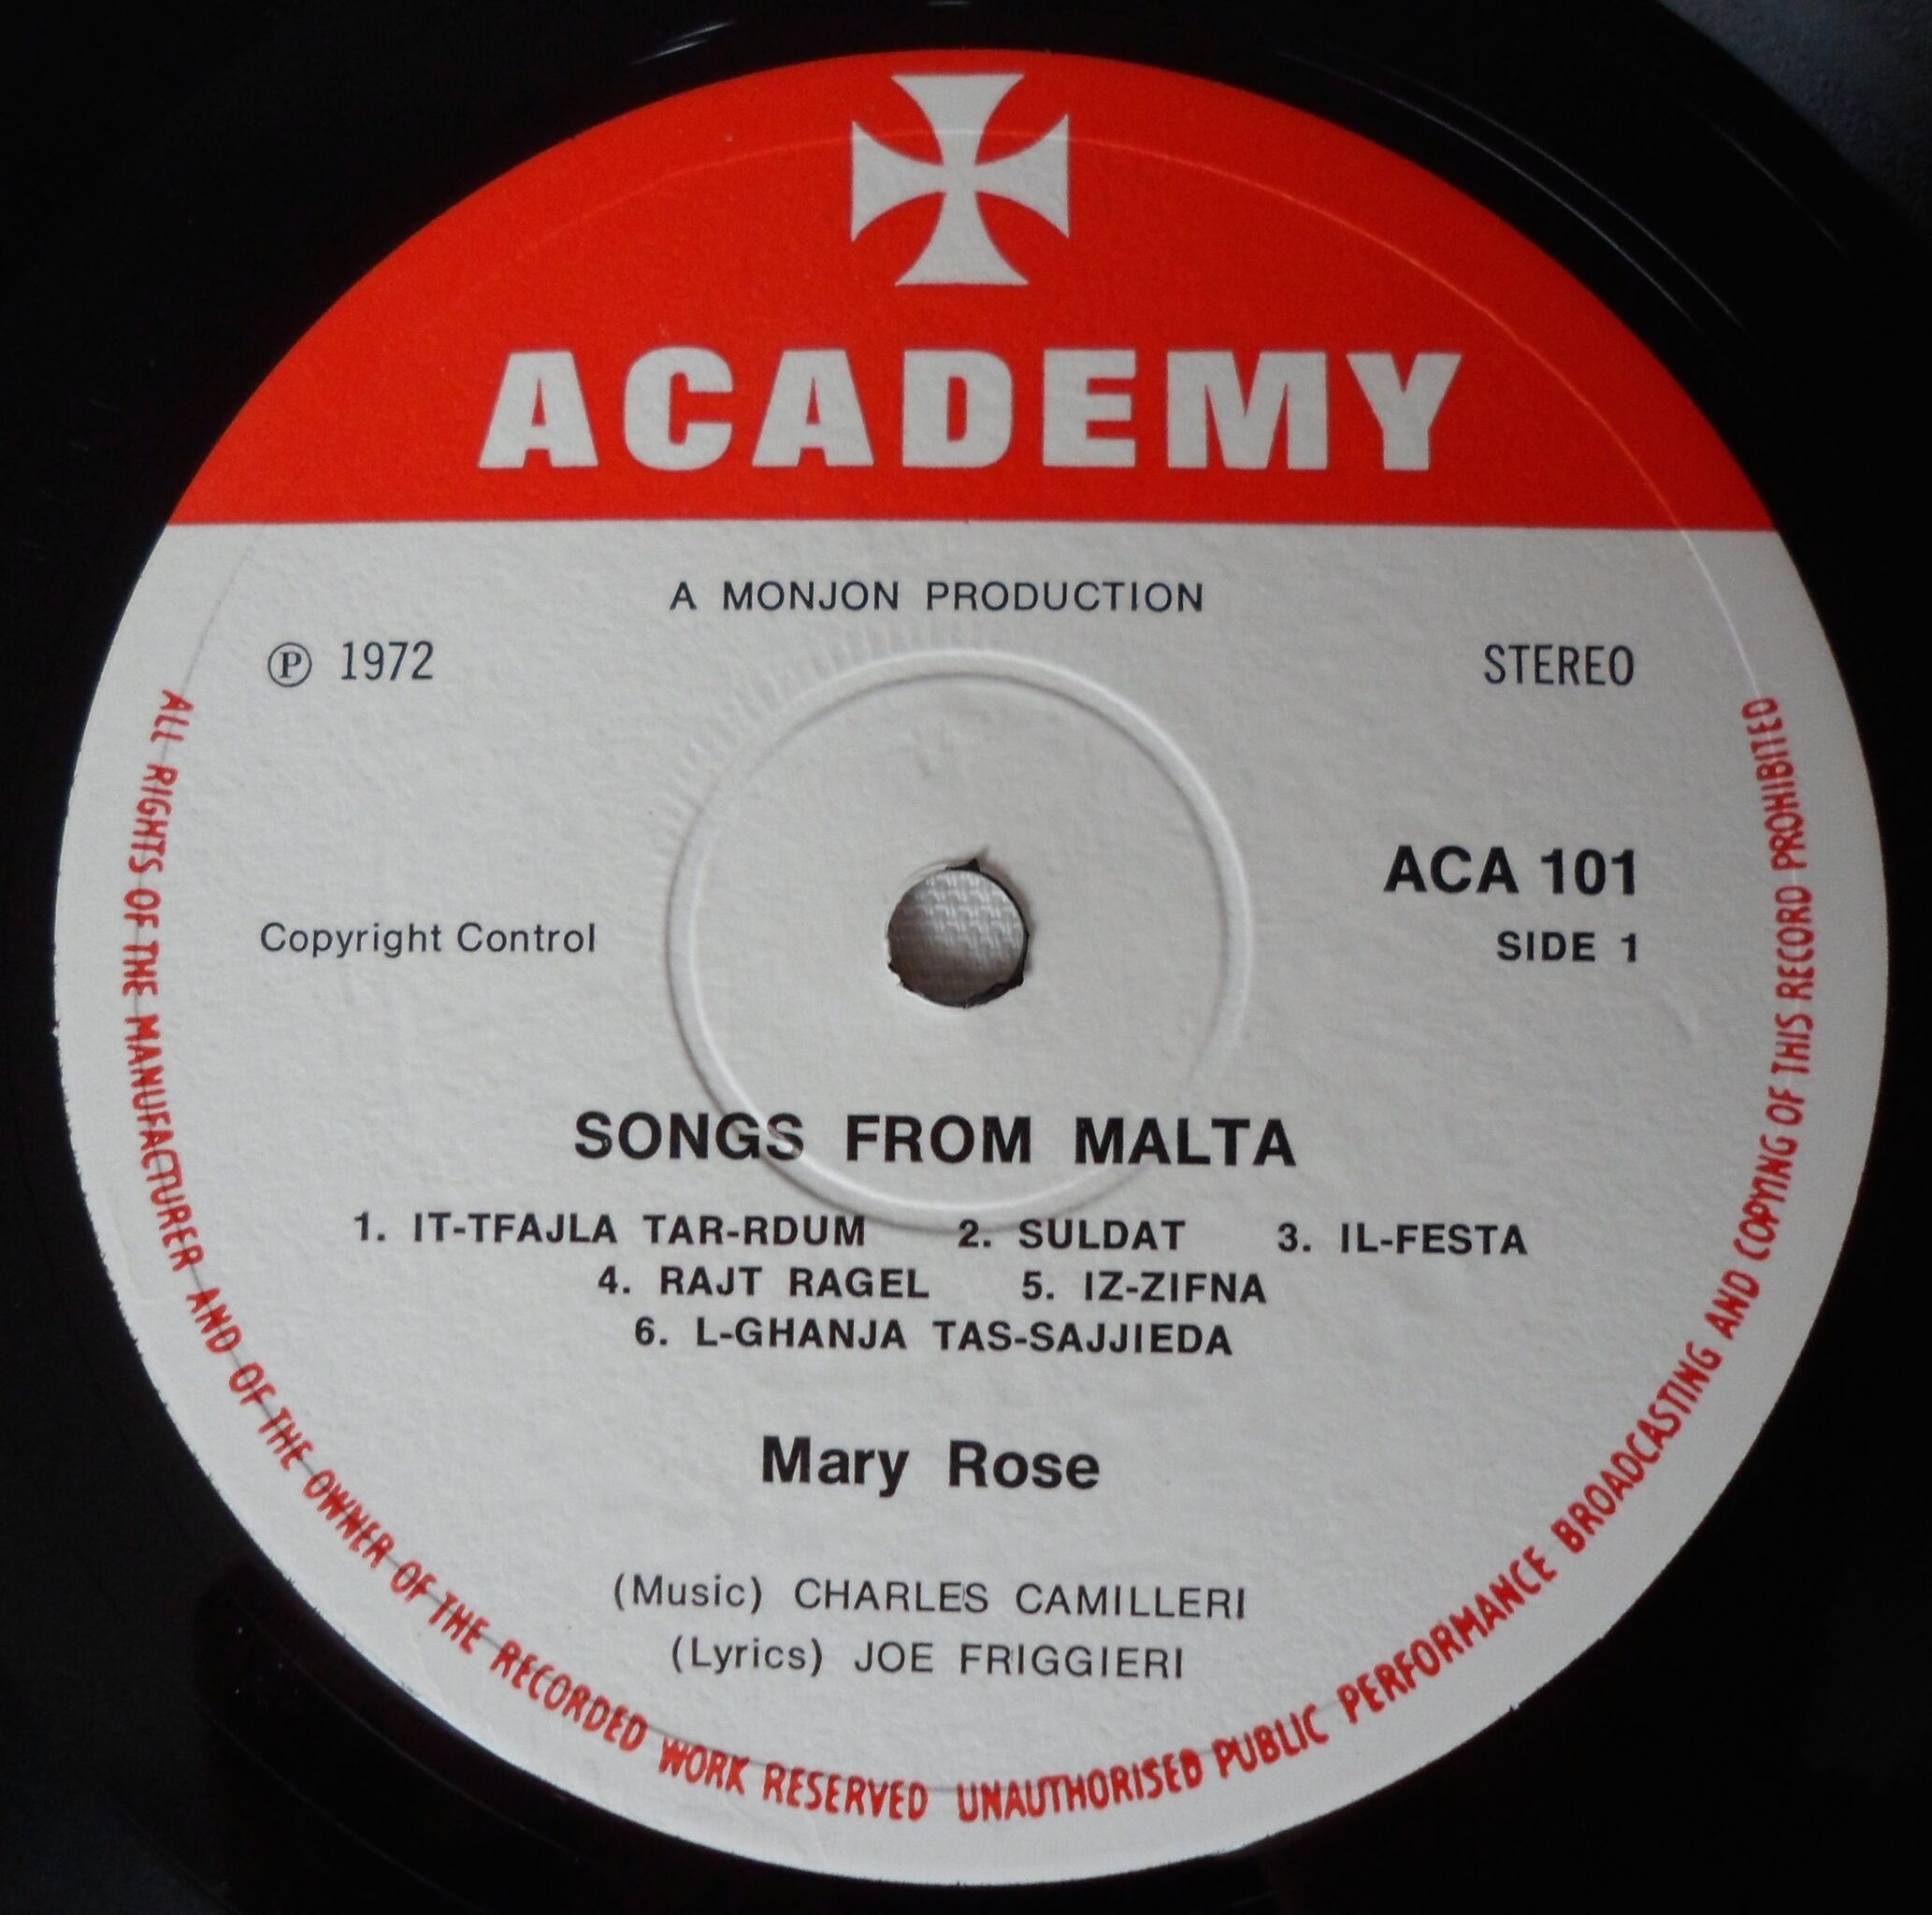 ACADEMY
A MONJON PRODUCTION
Ⓟ 1972
STEREO
ACA 101
Copyright Control
SIDE 1
SONGS FROM MALTA
1. IT-TFAJLA TAR-RDUM 2. SULDAT 3. IL-FESTA
4. RAJT RAGEL 5. IZ-ZIFNA
6. L-GHANJA TAS-SAJJIEDA
Mary Rose
(Music) CHARLES CAMILLERI
(Lyrics) JOE FRIGGIERI
ALL RIGHTS OF THE MANUFACTURER AND OF THE OWNER OF THE RECORDED WORK RESERVED UNAUTHORISED PUBLIC PERFORMANCE BROADCASTING AND COPYING OF THIS RECORD PROHIBITED